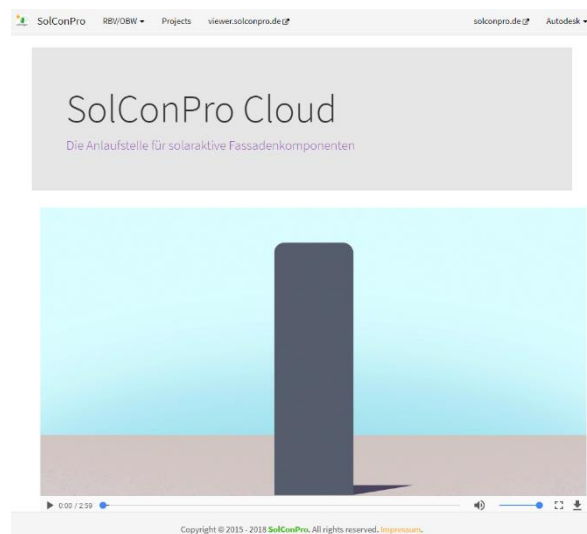 SolConPro RBV/OBW Projects viewer.solconpro.de solconpro.de Autodesk
SolConPro Cloud
Die Anlaufstelle für solaraktive Fassadenkomponenten
0:00 / 2:59
Copyright © 2015 - 2018 SolConPro. All rights reserved. Impressum.